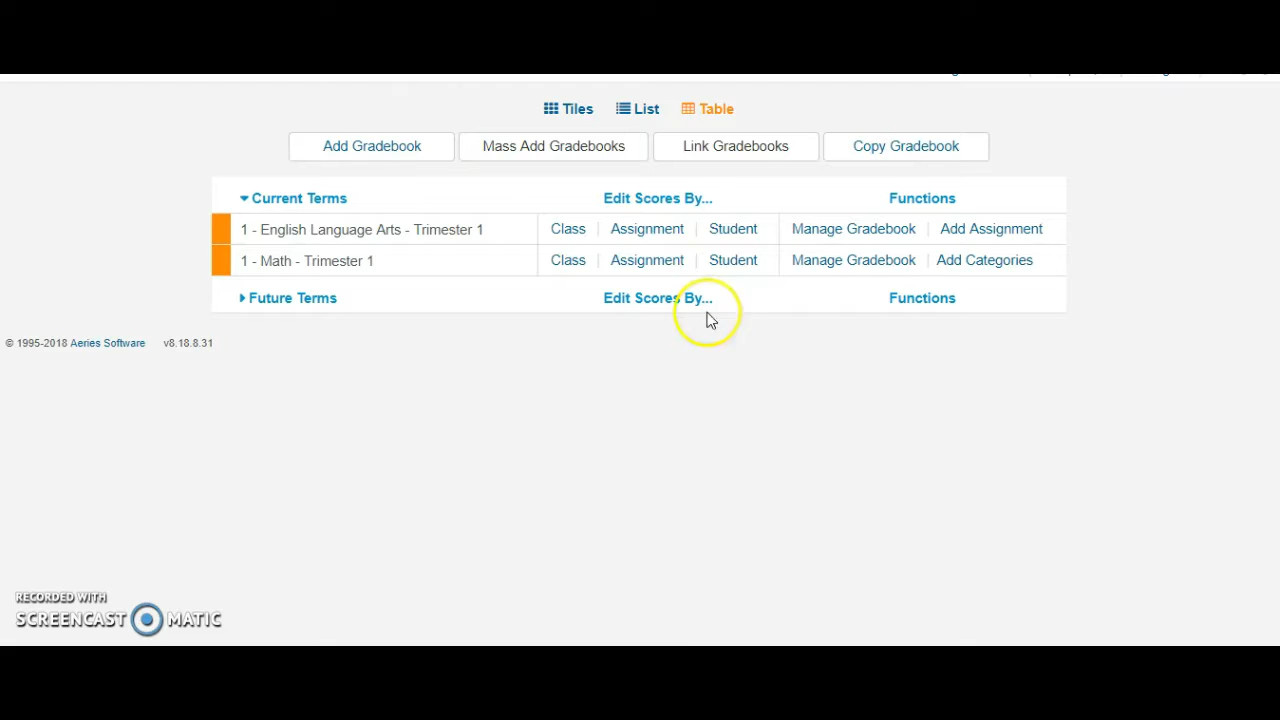 Tiles List Table
Add Gradebook Mass Add Gradebooks Link Gradebooks Copy Gradebook
Current Terms Edit Scores By... Functions
1 - English Language Arts - Trimester 1 Class | Assignment | Student Manage Gradebook | Add Assignment
1 - Math - Trimester 1 Class | Assignment | Student Manage Gradebook | Add Categories
Future Terms Edit Scores By... Functions
© 1995-2018 Aeries Software v8.18.8.31
RECORDED WITH
SCREENCAST MATIC